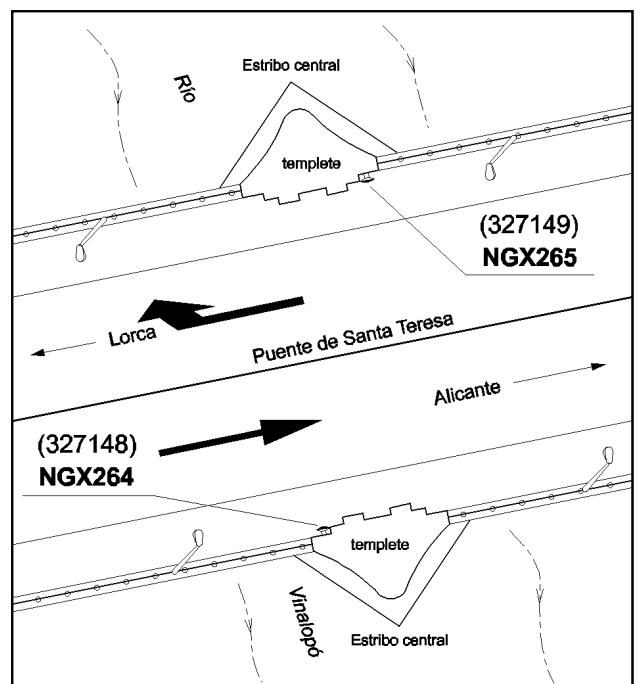 Estribo central
Río
templete
(327149)
NGX265
Lorca
Puente de Santa Teresa
Alicante
(327148)
NGX264
templete
Vinalopó
Estribo central